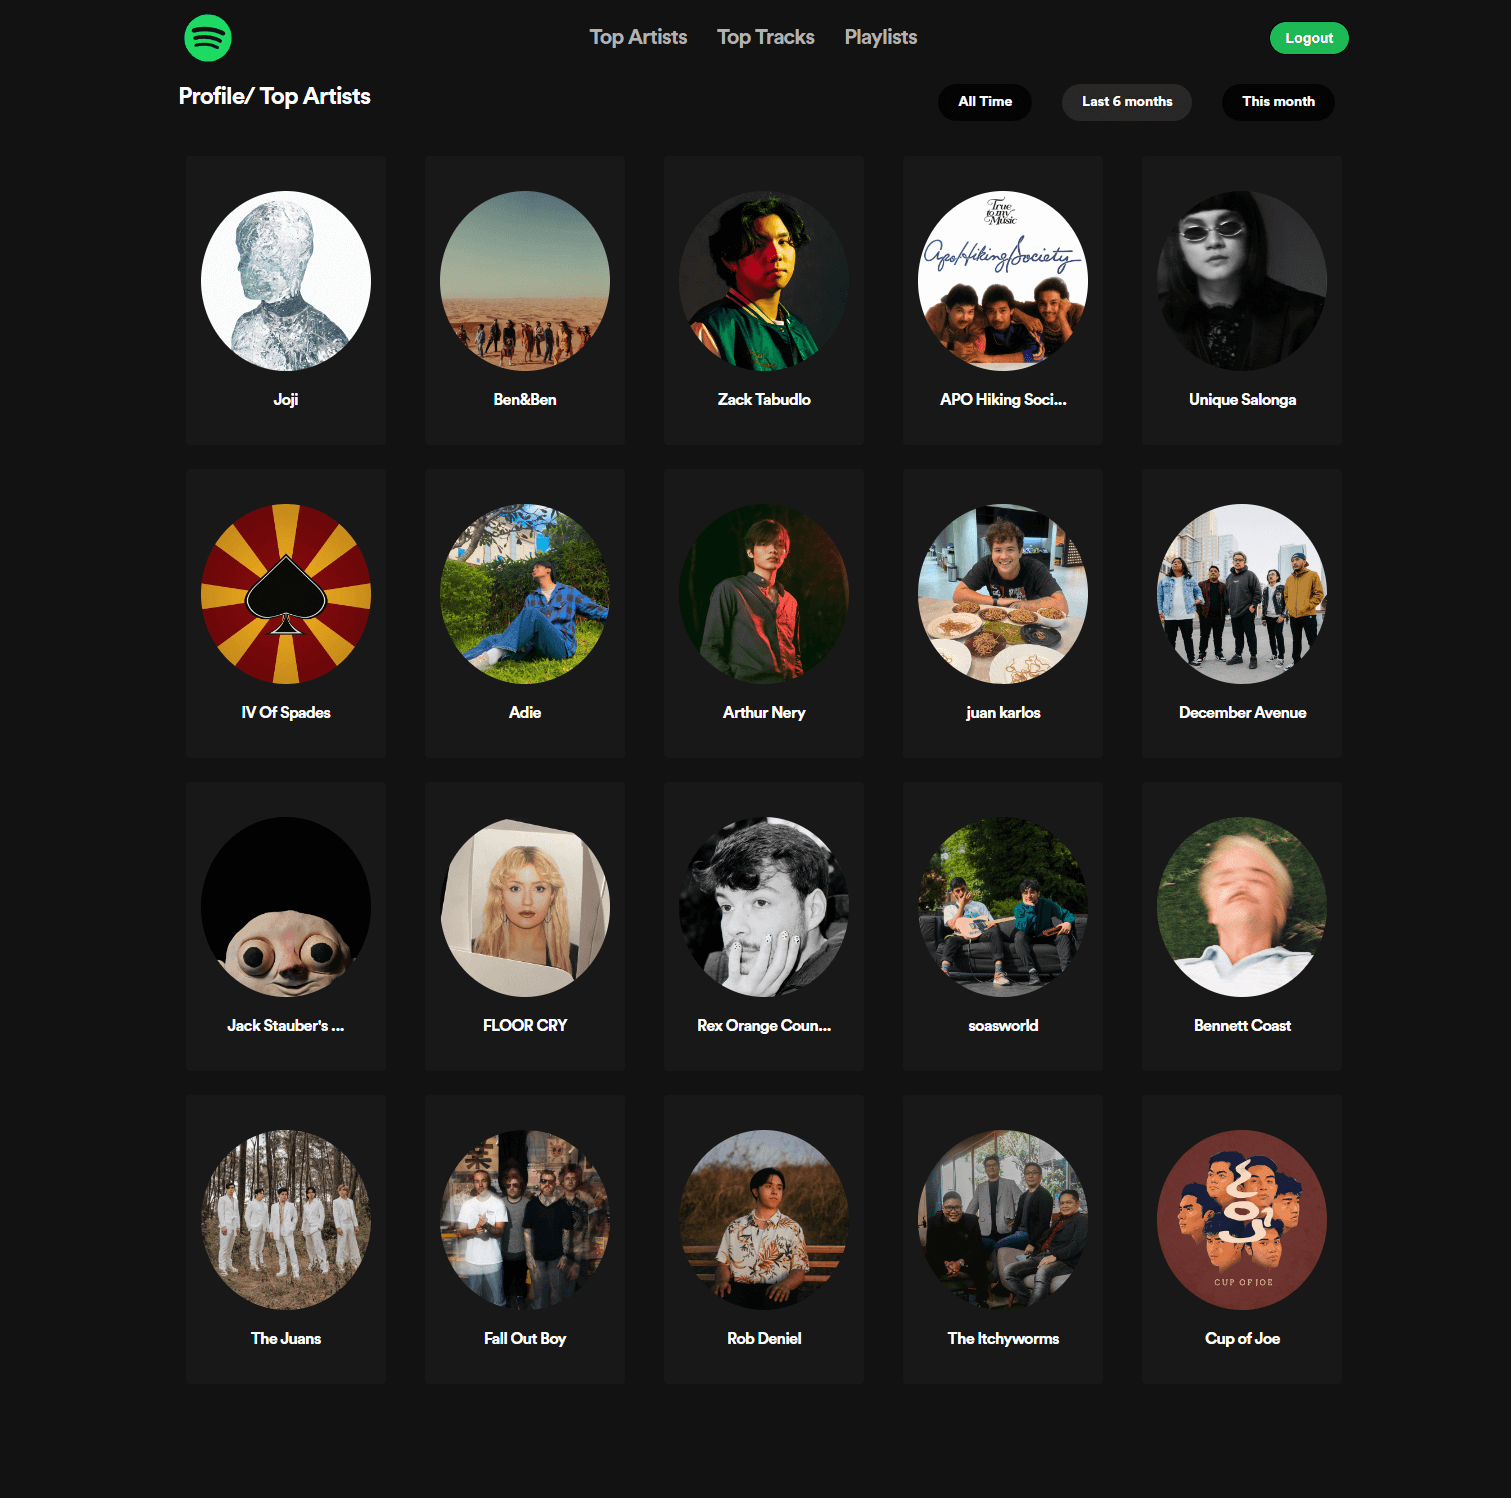 Top Artists Top Tracks Playlists Logout
Profile/ Top Artists All Time Last 6 months This month
True
to my
Music
Apo Hiking Society
Joji Ben&Ben Zack Tabudlo APO Hiking Soci... Unique Salonga
IV Of Spades Adie Arthur Nery juan karlos December Avenue
Jack Stauber's ... FLOOR CRY Rex Orange Coun... soasworld Bennett Coast
CUP OF JOE
The Juans Fall Out Boy Rob Deniel The Itchyworms Cup of Joe